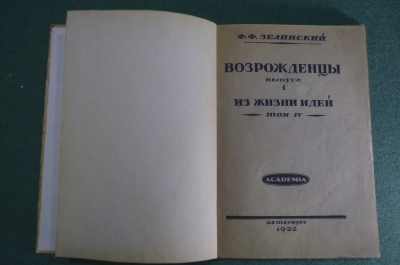 Ф. Ф. ЗЕЛИНСКИЙ
ВОЗРОЖДЕНЦЫ
ВЫПУСК
I
ИЗ ЖИЗНИ ИДЕЙ
ТОМ IV
ACADEMIA
ПЕТЕРБУРГ
1922